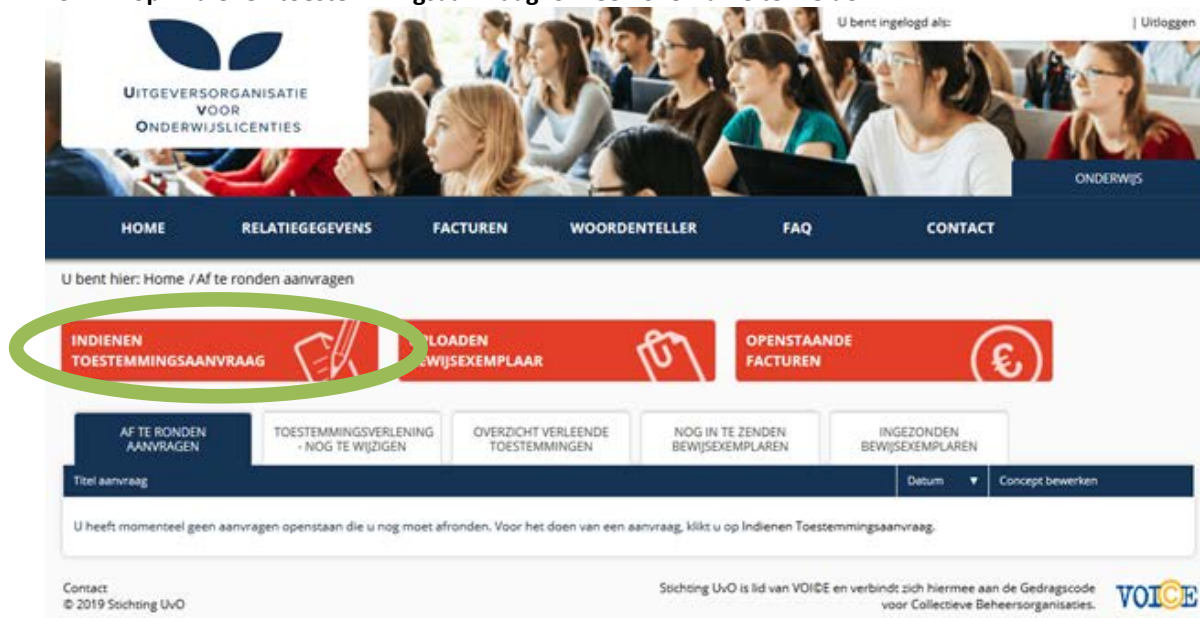 U bent ingelogd als:
| Uitloggen
UITGEVERSORGANISATIE
VOOR
ONDERWIJSLICENTIES
ONDERWIJS
HOME RELATIEGEGEVENS FACTUREN WOORDENTELLER FAQ CONTACT
U bent hier: Home /Af te ronden aanvragen
INDIENEN
TOESTEMMINGSAANVRAAG
BEWIJSEXEMPLAAR
OPENSTAANDE
FACTUREN
AF TE RONDEN
AANVRAGEN
TOESTEMMINGSVERLENING
- NOG TE WIJZIGEN
OVERZICHT VERLEENDE
TOESTEMMINGEN
NOG IN TE ZENDEN
BEWIJSEXEMPLAREN
INGEZONDEN
BEWIJSEXEMPLAREN
Titel aanvraag Datum ▼ Concept bewerken
U heeft momenteel geen aanvragen openstaan die u nog moet afronden. Voor het doen van een aanvraag, klikt u op Indienen Toestemmingsaanvraag.
Contact
© 2019 Stichting UvO
Stichting UvO is lid van VOI©E en verbindt zich hiermee aan de Gedragscode
voor Collectieve Beheersorganisaties.
VOI©E